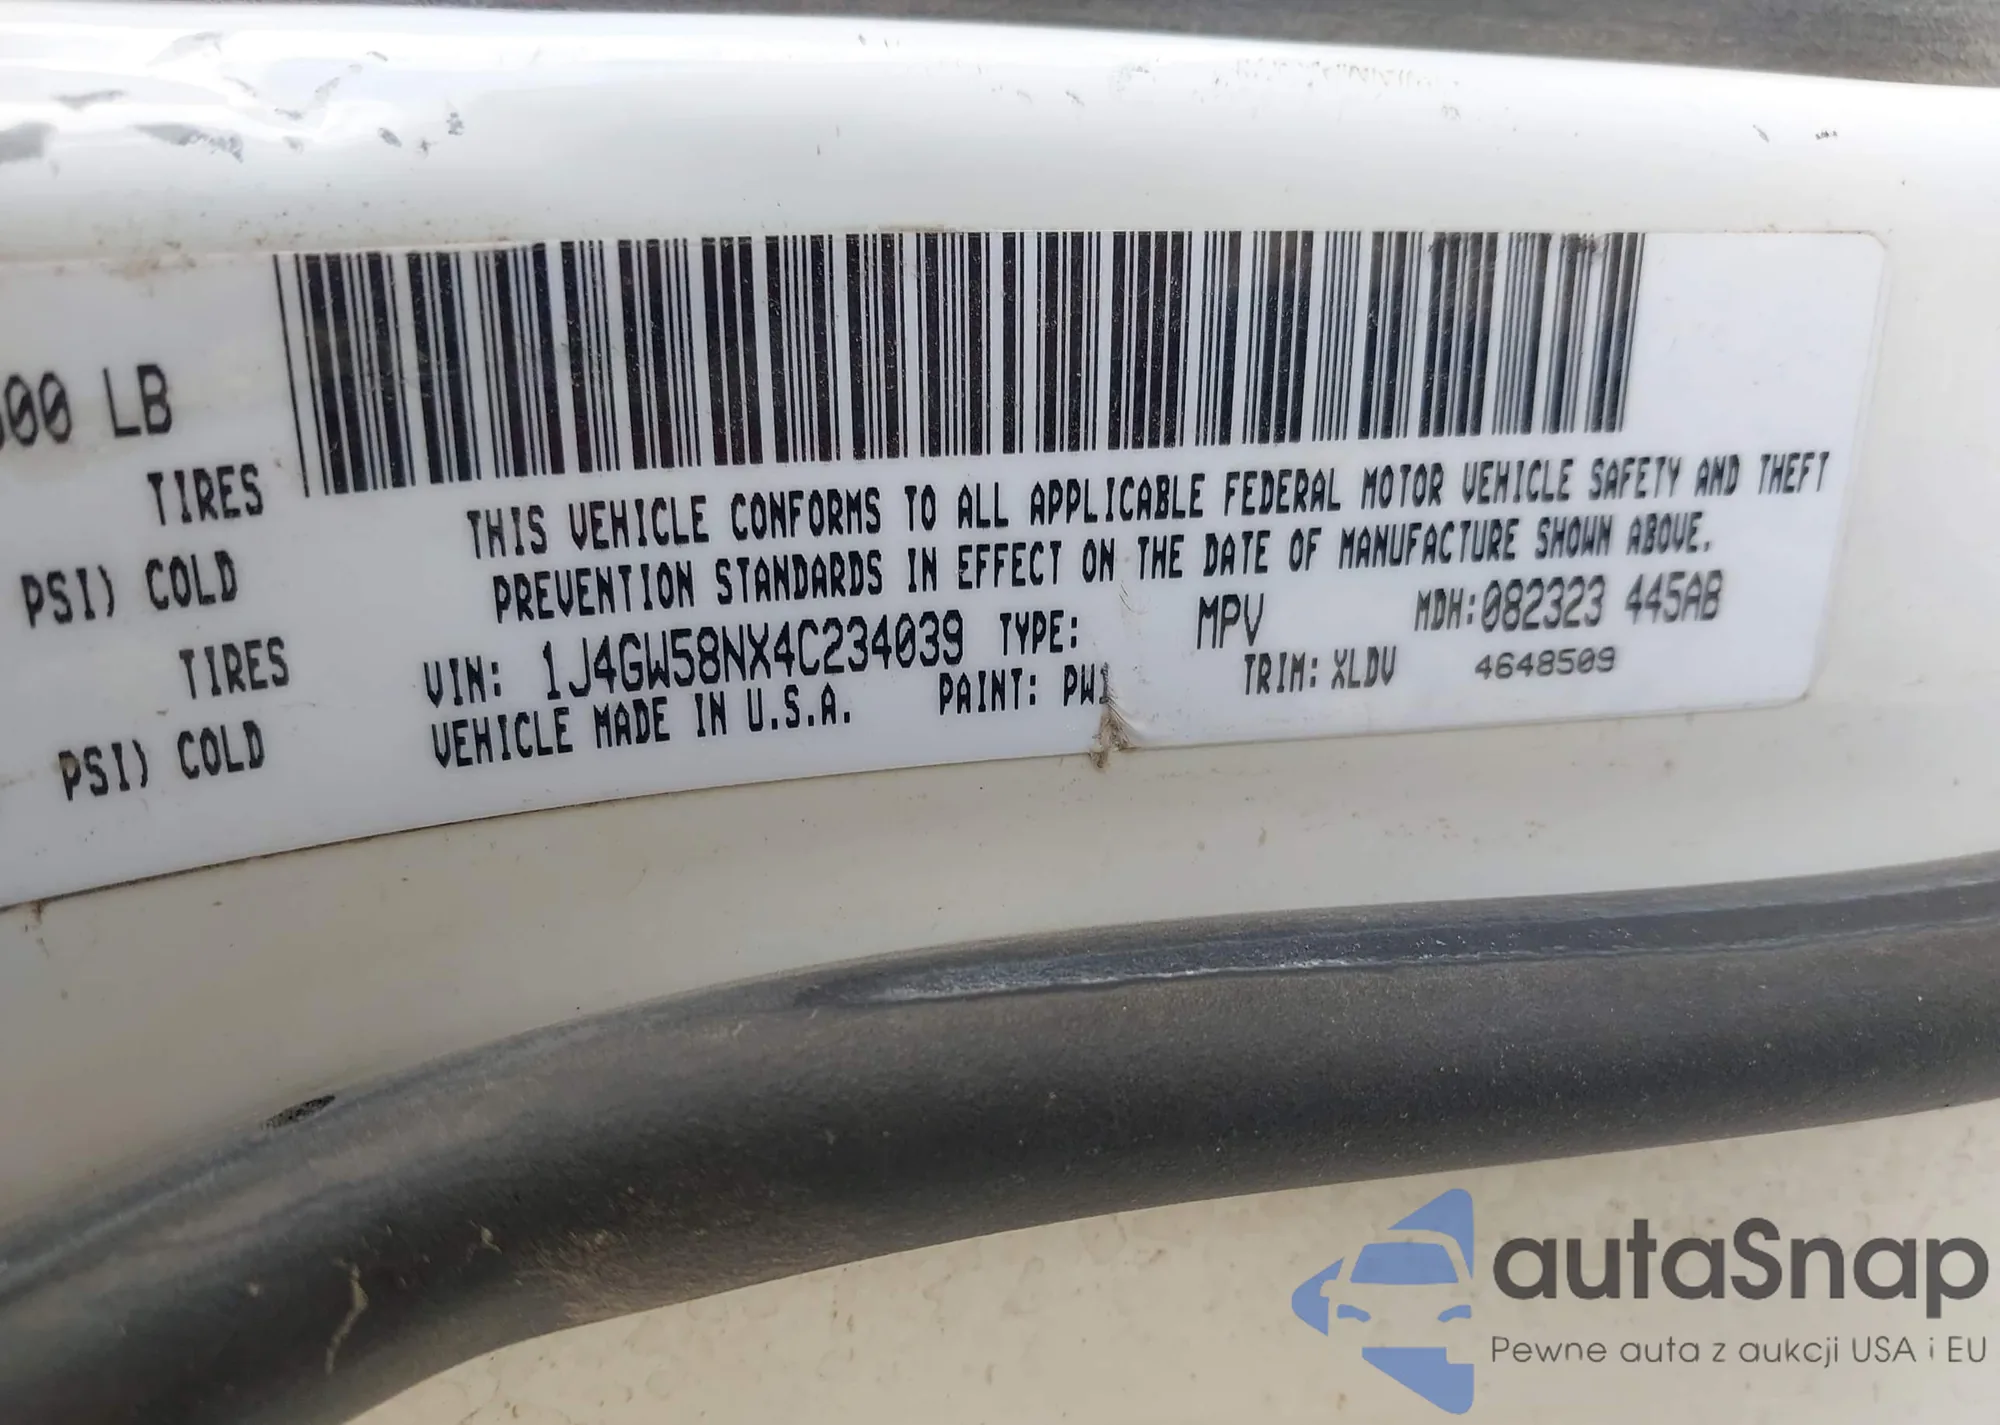 00 LB
TIRES
PSI) COLD
TIRES
PSI) COLD
THIS VEHICLE CONFORMS TO ALL APPLICABLE FEDERAL MOTOR VEHICLE SAFETY AND THEFT
PREVENTION STANDARDS IN EFFECT ON THE DATE OF MANUFACTURE SHOWN ABOVE.
VIN: 1J4GW58NX4C234039 TYPE: MPV MDH:082323 445AB
VEHICLE MADE IN U.S.A. PAINT: PW1 TRIM: XLDV 4648509
autaSnap
Pewne auta z aukcji USA i EU